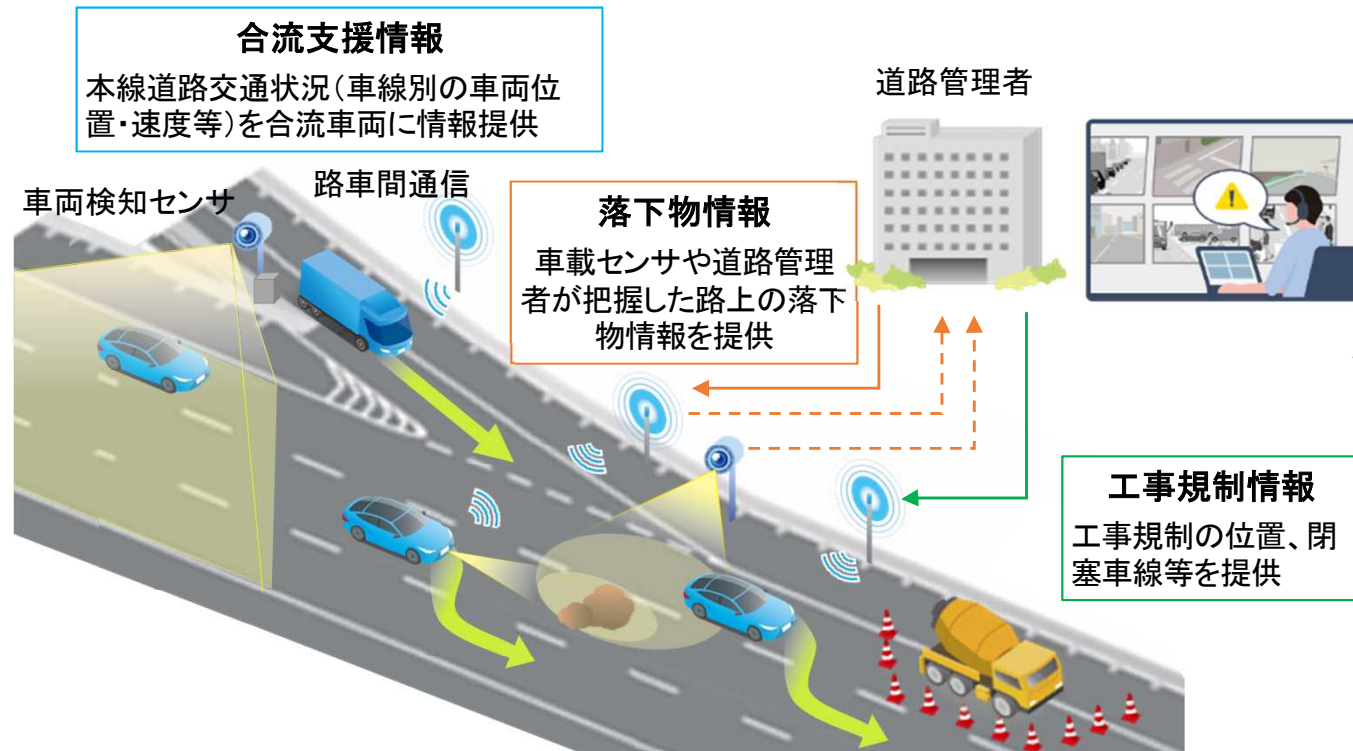 合流支援情報
本線道路交通状況(車線別の車両位
置・速度等)を合流車両に情報提供
道路管理者
車両検知センサ
路車間通信
落下物情報
車載センサや道路管理
者が把握した路上の落下
物情報を提供
工事規制情報
工事規制の位置、閉
塞車線等を提供